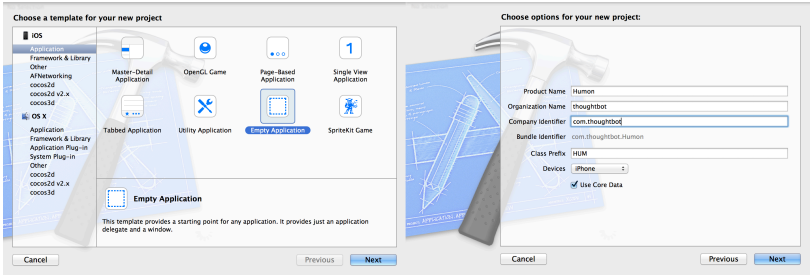 Choose a template for your new project
iOS
Application
Framework & Library
Other
AFNetworking
cocos2d
cocos2d v2.x
cocos3d
OS X
Application
Framework & Library
Application Plug-in
System Plug-in
Other
cocos2d
cocos2d v2.x
cocos3d
Master-Detail
Application
OpenGL Game
Page-Based
Application
1
Single View
Application
Tabbed Application
Utility Application
Empty Application
SpriteKit Game
Empty Application
This template provides a starting point for any application. It provides just an application
delegate and a window.
Cancel
Previous
Next
Choose options for your new project:
Product Name Humon
Organization Name thoughtbot
Company Identifier com.thoughtbot
Bundle Identifier com.thoughtbot.Humon
Class Prefix HUM
Devices iPhone
Use Core Data
Cancel
Previous
Next